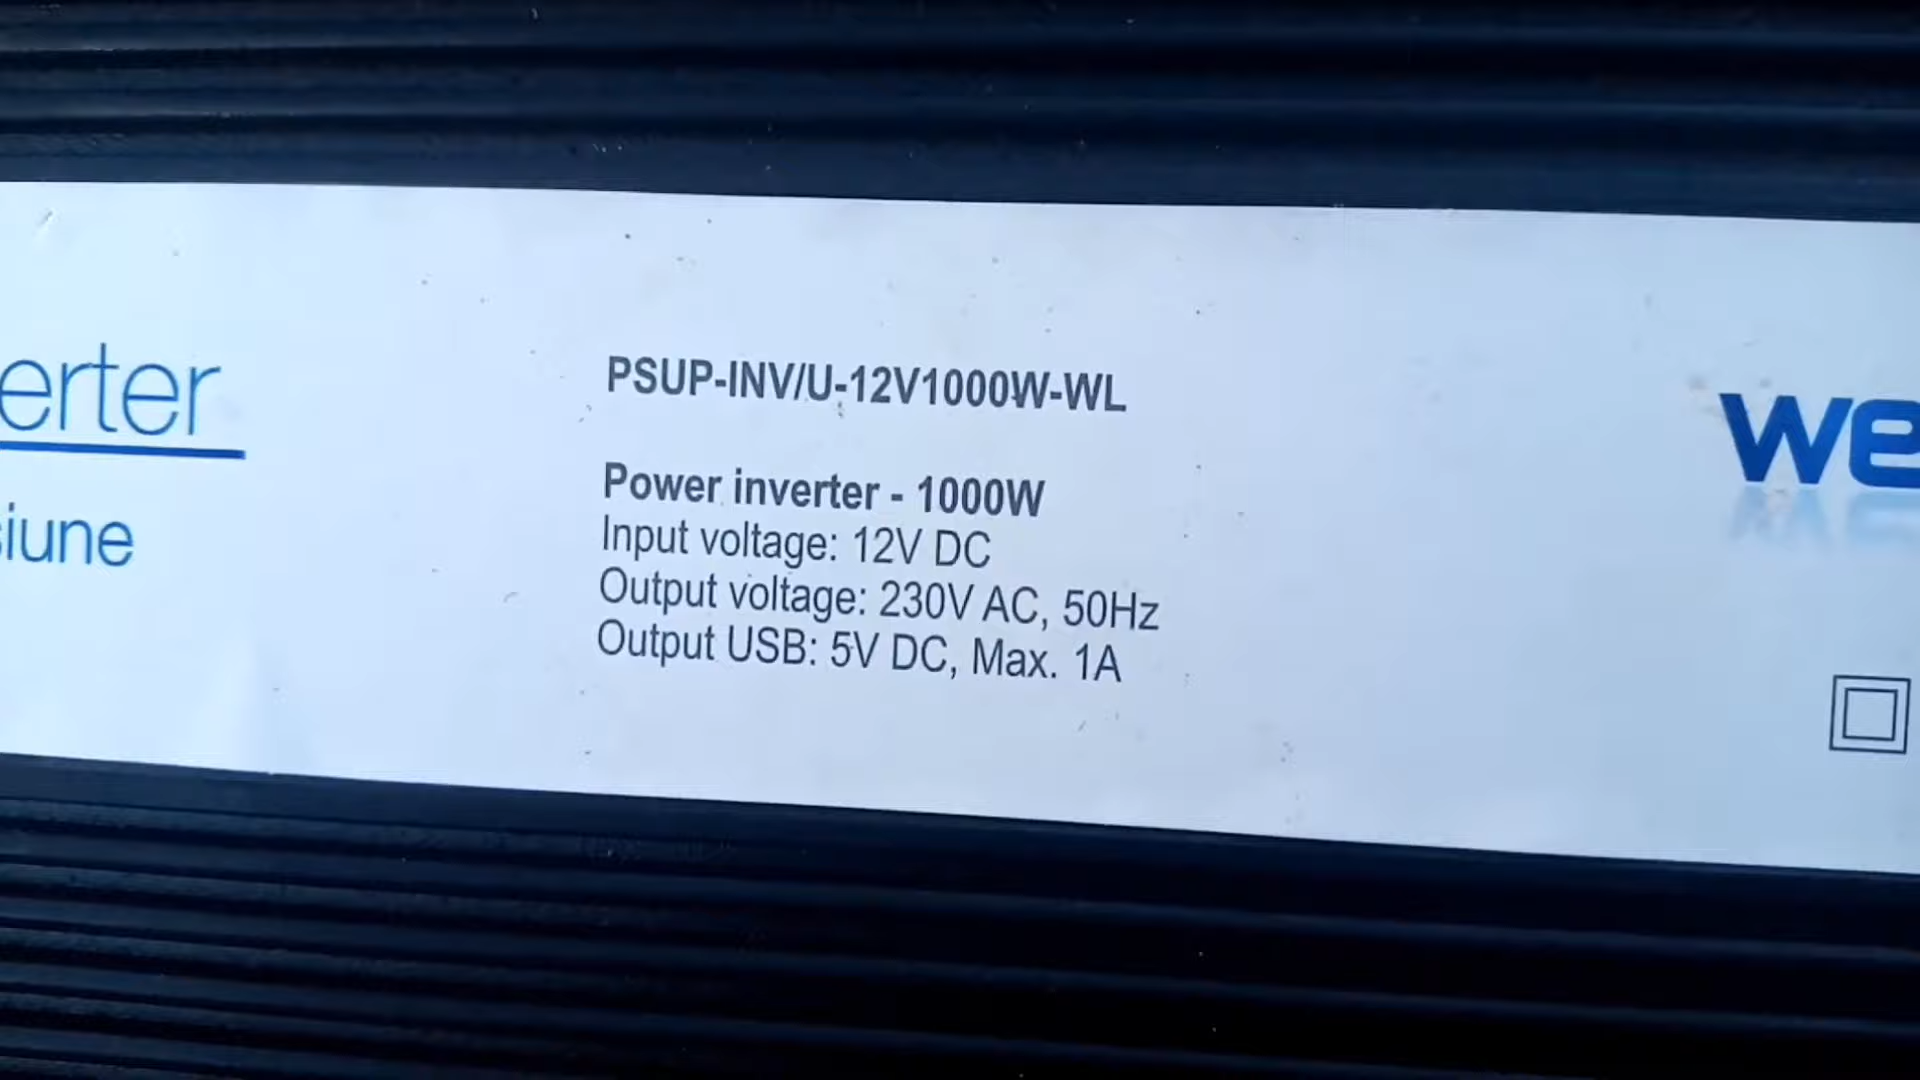 erter
iune
PSUP-INV/U-12V1000W-WL
Power inverter - 1000W
Input voltage: 12V DC
Output voltage: 230V AC, 50Hz
Output USB: 5V DC, Max. 1A
we